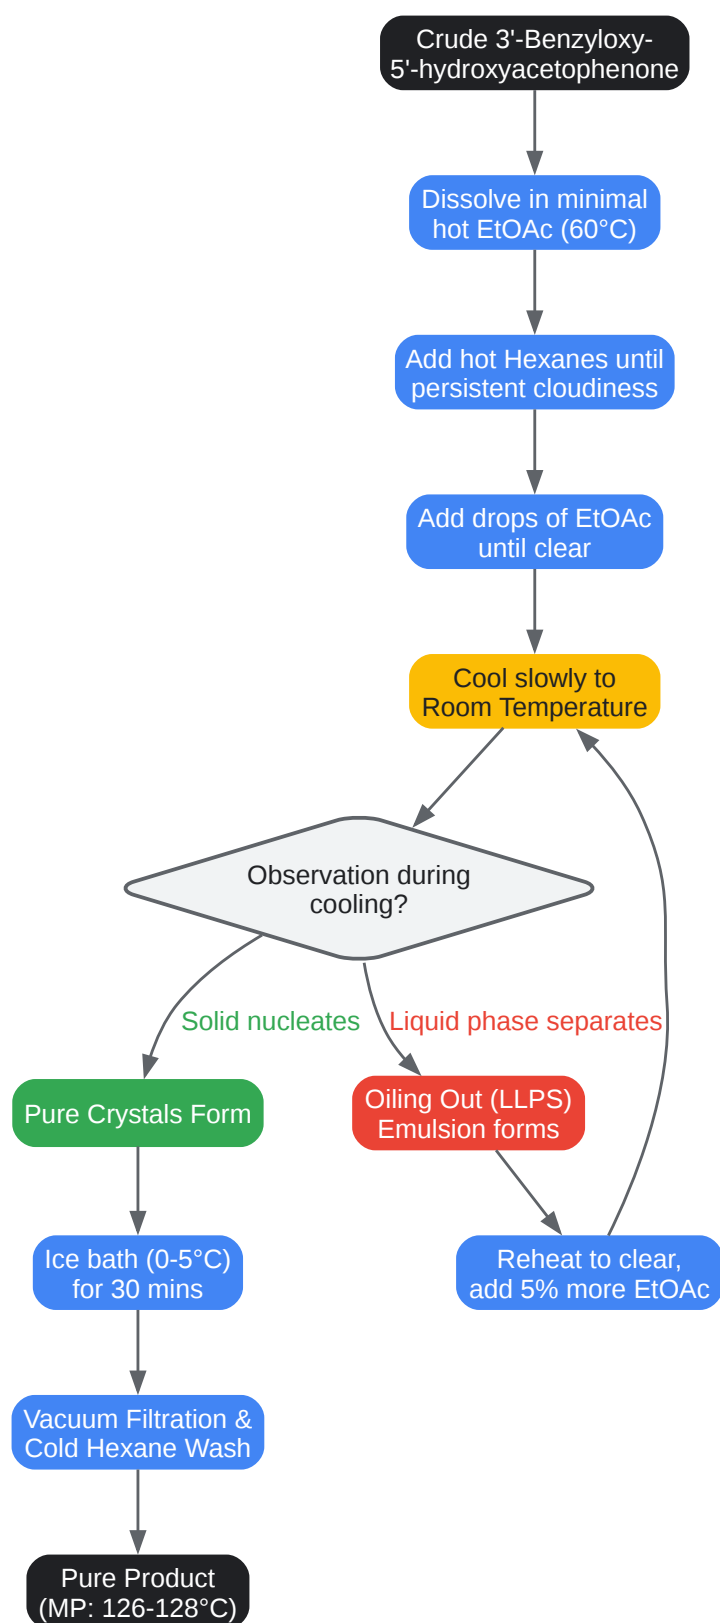 Crude 3'-Benzyloxy-
5'-hydroxyacetophenone
Dissolve in minimal
hot EtOAc (60°C)
Add hot Hexanes until
persistent cloudiness
Add drops of EtOAc
until clear
Cool slowly to
Room Temperature
Observation during
cooling?
Solid nucleates
Liquid phase separates
Pure Crystals Form
Oiling Out (LLPS)
Emulsion forms
Ice bath (0-5°C)
for 30 mins
Reheat to clear,
add 5% more EtOAc
Vacuum Filtration &
Cold Hexane Wash
Pure Product
(MP: 126-128°C)